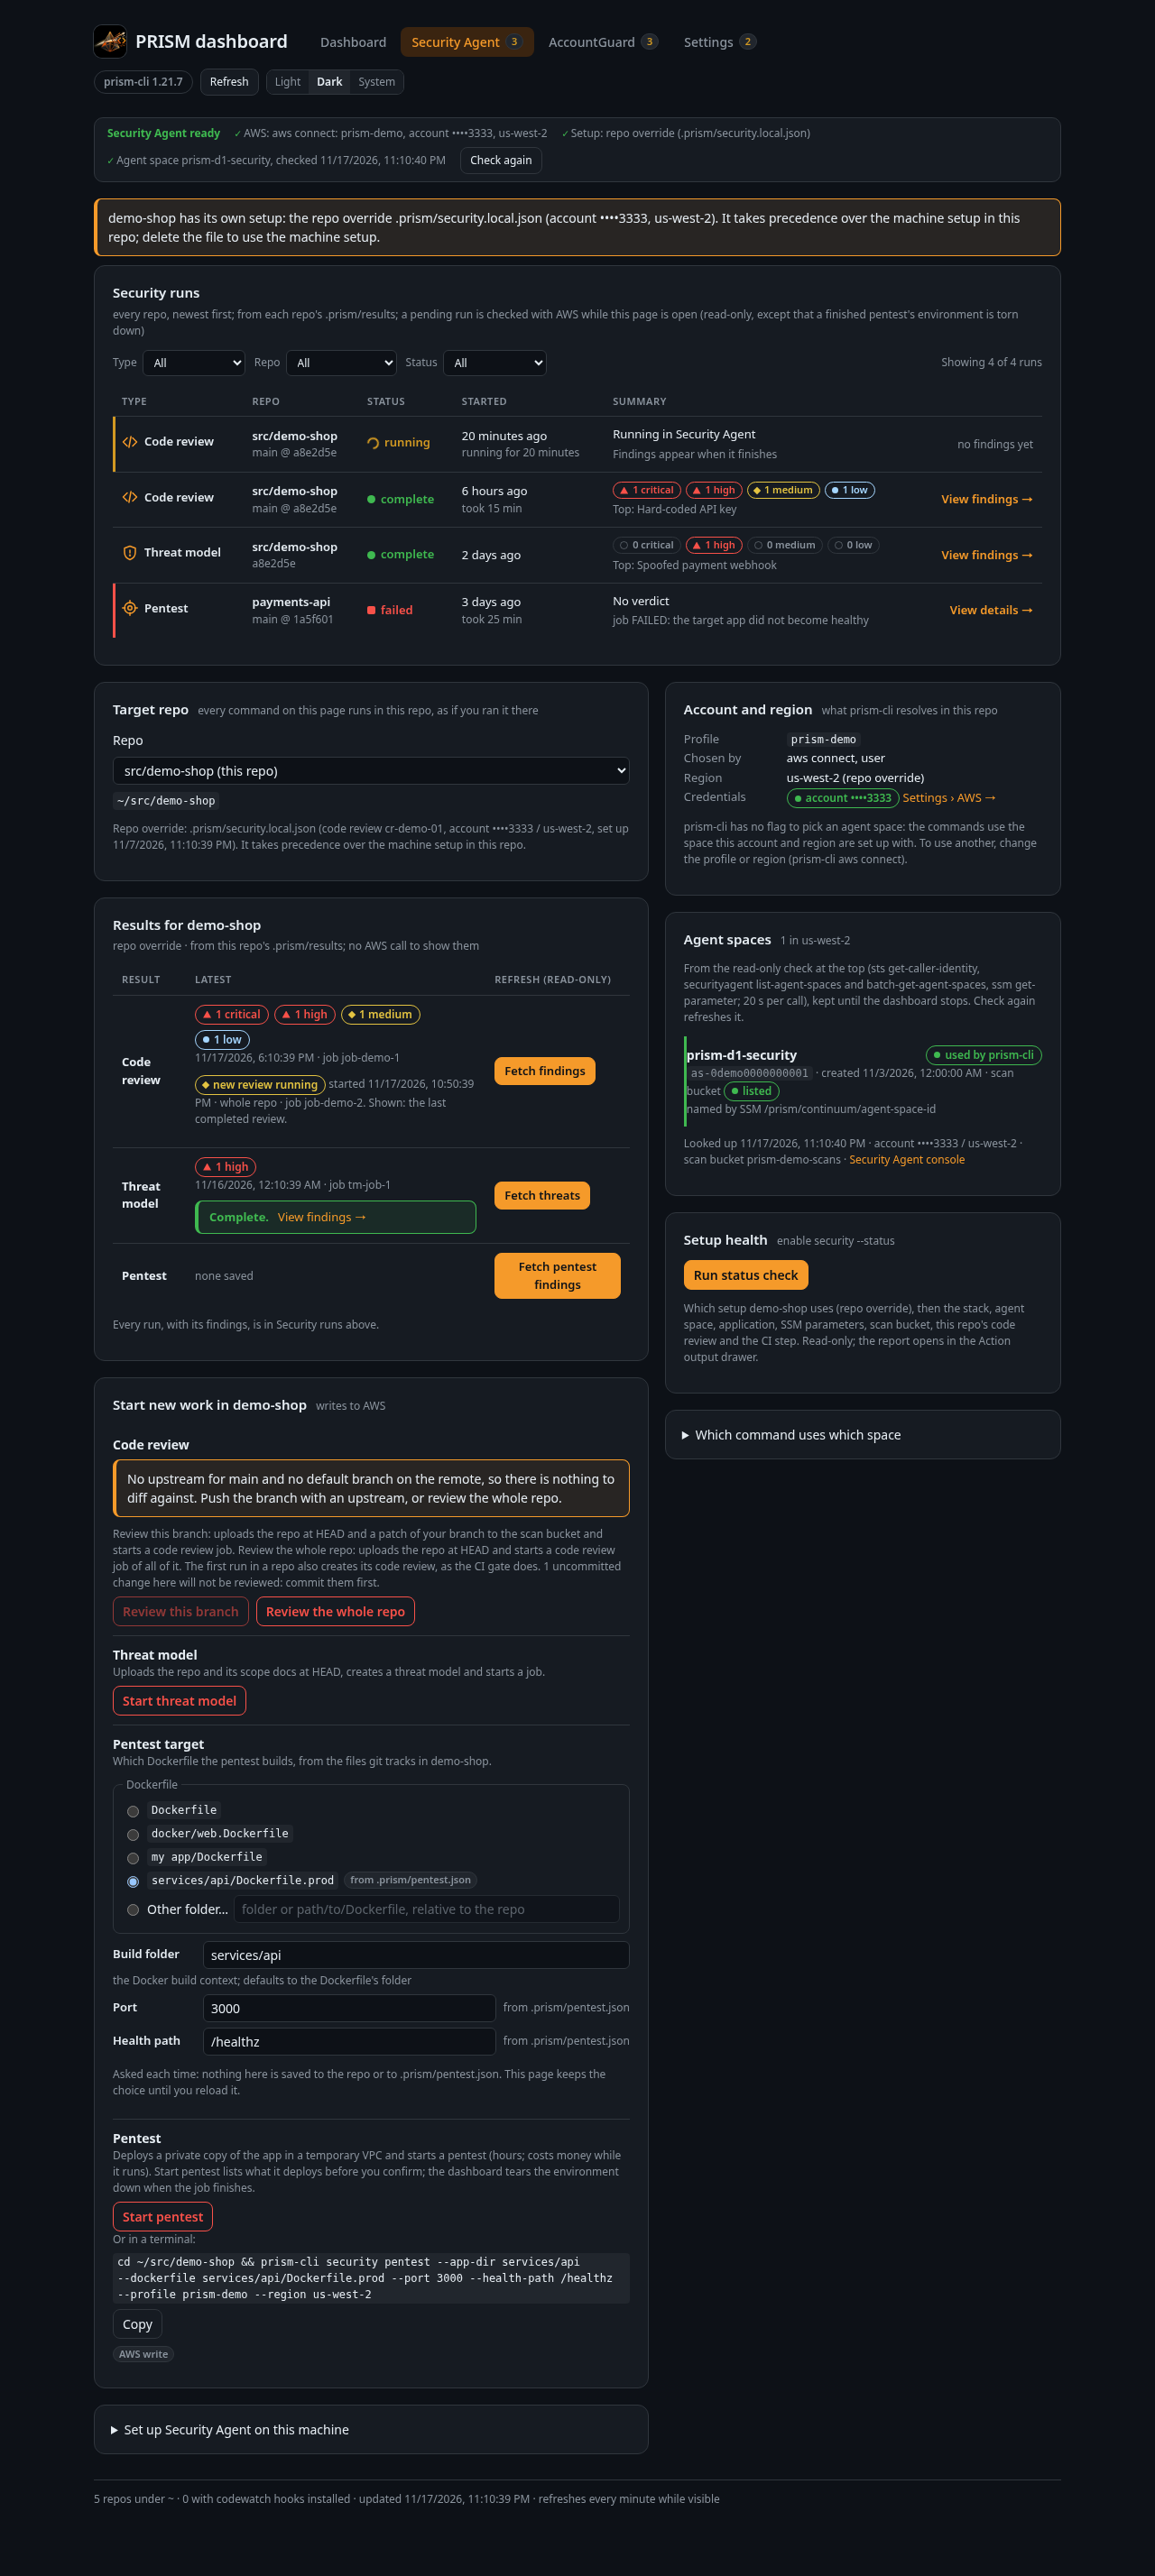 PRISM dashboard
Dashboard
Security Agent 3
AccountGuard 3
Settings 2
prism-cli 1.21.7
Refresh
Light Dark System
Security Agent ready ✓ AWS: aws connect: prism-demo, account ••••3333, us-west-2 ✓ Setup: repo override (.prism/security.local.json)
✓ Agent space prism-d1-security, checked 11/17/2026, 11:10:40 PM Check again
demo-shop has its own setup: the repo override .prism/security.local.json (account ••••3333, us-west-2). It takes precedence over the machine setup in this
repo; delete the file to use the machine setup.
Security runs
every repo, newest first; from each repo's .prism/results; a pending run is checked with AWS while this page is open (read-only, except that a finished pentest's environment is torn
down)
Type All Repo All Status All Showing 4 of 4 runs
TYPE REPO STATUS STARTED SUMMARY
Code review src/demo-shop running 20 minutes ago Running in Security Agent no findings yet
main @ a8e2d5e running for 20 minutes Findings appear when it finishes
Code review src/demo-shop complete 6 hours ago 1 critical 1 high 1 medium 1 low View findings →
main @ a8e2d5e took 15 min Top: Hard-coded API key
Threat model src/demo-shop complete 2 days ago 0 critical 1 high 0 medium 0 low View findings →
a8e2d5e Top: Spoofed payment webhook
Pentest payments-api failed 3 days ago No verdict View details →
main @ 1a5f601 took 25 min job FAILED: the target app did not become healthy
Target repo every command on this page runs in this repo, as if you ran it there
Repo
src/demo-shop (this repo)
~/src/demo-shop
Repo override: .prism/security.local.json (code review cr-demo-01, account ••••3333 / us-west-2, set up
11/7/2026, 11:10:39 PM). It takes precedence over the machine setup in this repo.
Results for demo-shop
repo override · from this repo's .prism/results; no AWS call to show them
RESULT LATEST REFRESH (READ-ONLY)
Code
review
1 critical 1 high 1 medium
1 low
11/17/2026, 6:10:39 PM · job job-demo-1
new review running started 11/17/2026, 10:50:39
PM · whole repo · job job-demo-2. Shown: the last
completed review.
Fetch findings
Threat
model
1 high
11/16/2026, 12:10:39 AM · job tm-job-1
Complete. View findings →
Fetch threats
Pentest none saved
Fetch pentest
findings
Every run, with its findings, is in Security runs above.
Start new work in demo-shop writes to AWS
Code review
No upstream for main and no default branch on the remote, so there is nothing to
diff against. Push the branch with an upstream, or review the whole repo.
Review this branch: uploads the repo at HEAD and a patch of your branch to the scan bucket and
starts a code review job. Review the whole repo: uploads the repo at HEAD and starts a code review
job of all of it. The first run in a repo also creates its code review, as the CI gate does. 1 uncommitted
change here will not be reviewed: commit them first.
Review this branch Review the whole repo
Threat model
Uploads the repo and its scope docs at HEAD, creates a threat model and starts a job.
Start threat model
Pentest target
Which Dockerfile the pentest builds, from the files git tracks in demo-shop.
Dockerfile
Dockerfile
docker/web.Dockerfile
my app/Dockerfile
services/api/Dockerfile.prod from .prism/pentest.json
Other folder... folder or path/to/Dockerfile, relative to the repo
Build folder services/api
the Docker build context; defaults to the Dockerfile's folder
Port 3000 from .prism/pentest.json
Health path /healthz from .prism/pentest.json
Asked each time: nothing here is saved to the repo or to .prism/pentest.json. This page keeps the
choice until you reload it.
Pentest
Deploys a private copy of the app in a temporary VPC and starts a pentest (hours; costs money while
it runs). Start pentest lists what it deploys before you confirm; the dashboard tears the environment
down when the job finishes.
Start pentest
Or in a terminal:
cd ~/src/demo-shop && prism-cli security pentest --app-dir services/api
--dockerfile services/api/Dockerfile.prod --port 3000 --health-path /healthz
--profile prism-demo --region us-west-2
Copy
AWS write
Set up Security Agent on this machine
Account and region what prism-cli resolves in this repo
Profile prism-demo
Chosen by aws connect, user
Region us-west-2 (repo override)
Credentials account ••••3333 Settings › AWS →
prism-cli has no flag to pick an agent space: the commands use the
space this account and region are set up with. To use another, change
the profile or region (prism-cli aws connect).
Agent spaces 1 in us-west-2
From the read-only check at the top (sts get-caller-identity,
securityagent list-agent-spaces and batch-get-agent-spaces, ssm get-
parameter; 20 s per call), kept until the dashboard stops. Check again
refreshes it.
prism-d1-security used by prism-cli
as-0demo0000000001 · created 11/3/2026, 12:00:00 AM · scan
bucket listed
named by SSM /prism/continuum/agent-space-id
Looked up 11/17/2026, 11:10:40 PM · account ••••3333 / us-west-2 ·
scan bucket prism-demo-scans · Security Agent console
Setup health enable security --status
Run status check
Which setup demo-shop uses (repo override), then the stack, agent
space, application, SSM parameters, scan bucket, this repo's code
review and the CI step. Read-only; the report opens in the Action
output drawer.
Which command uses which space
5 repos under ~ · 0 with codewatch hooks installed · updated 11/17/2026, 11:10:39 PM · refreshes every minute while visible